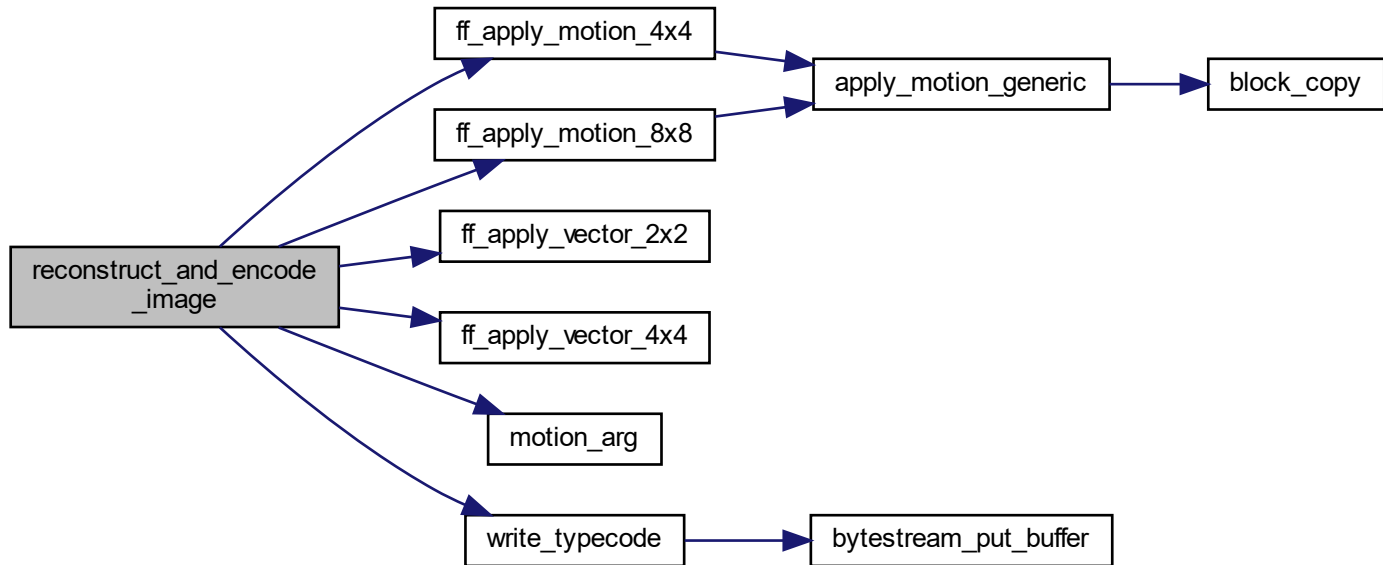 ff_apply_motion_4x4
apply_motion_generic
block_copy
ff_apply_motion_8x8
ff_apply_vector_2x2
reconstruct_and_encode
_image
ff_apply_vector_4x4
motion_arg
write_typecode
bytestream_put_buffer